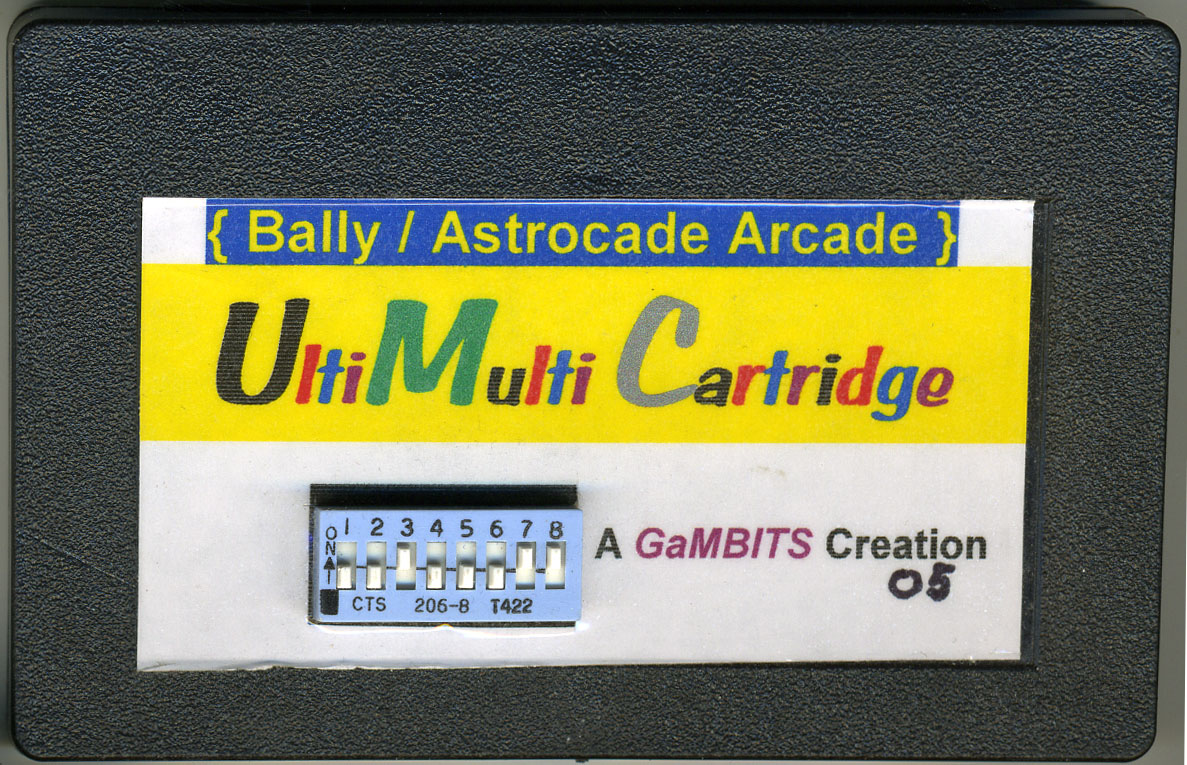 { Bally / Astrocade Arcade }
UltiMulti Cartridge
1 2 3 4 5 6 7 8
ON
CTS 206-8 T422
A GaMBITS Creation
05